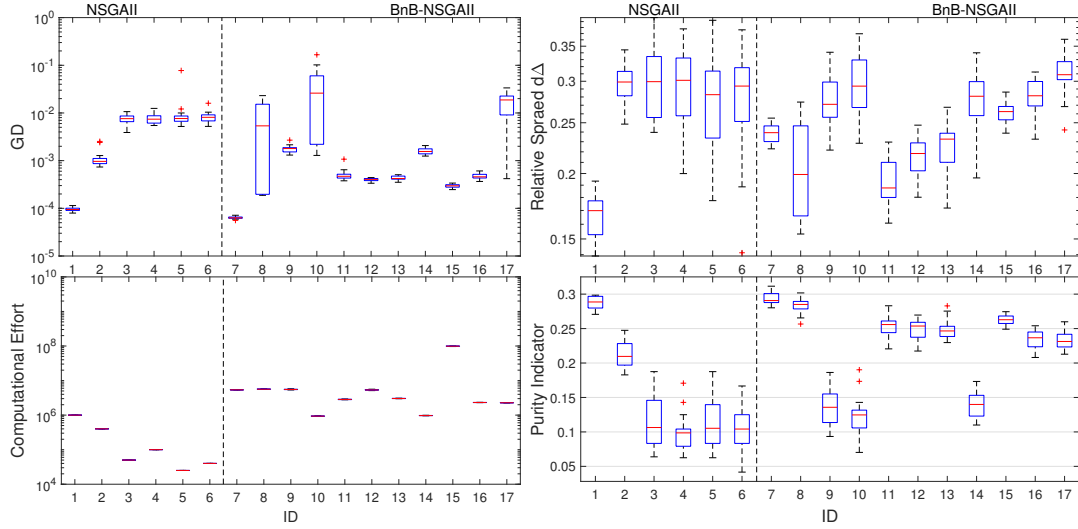 NSGAII BnB-NSGAII
GD
10^0
10^-1
10^-2
10^-3
10^-4
10^-5
1 2 3 4 5 6 7 8 9 10 11 12 13 14 15 16 17
NSGAII BnB-NSGAII
Relative Spraed d∆
0.35
0.3
0.25
0.2
0.15
1 2 3 4 5 6 7 8 9 10 11 12 13 14 15 16 17
Computational Effort
10^10
10^8
10^6
10^4
1 2 3 4 5 6 7 8 9 10 11 12 13 14 15 16 17
ID
Purity Indicator
0.3
0.25
0.2
0.15
0.1
0.05
1 2 3 4 5 6 7 8 9 10 11 12 13 14 15 16 17
ID